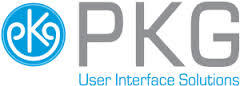 pkg PKG
User Interface Solutions